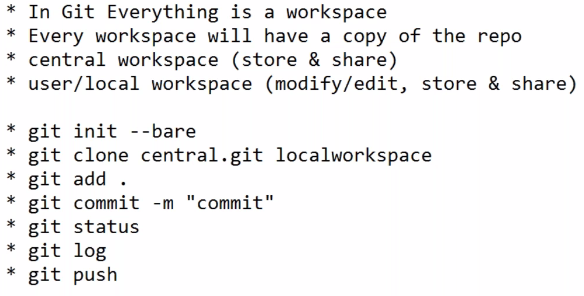 * In Git Everything is a workspace
* Every workspace will have a copy of the repo
* central workspace (store & share)
* user/local workspace (modify/edit, store & share)
* git init --bare
* git clone central.git localworkspace
* git add .
* git commit -m "commit"
* git status
* git log
* git push